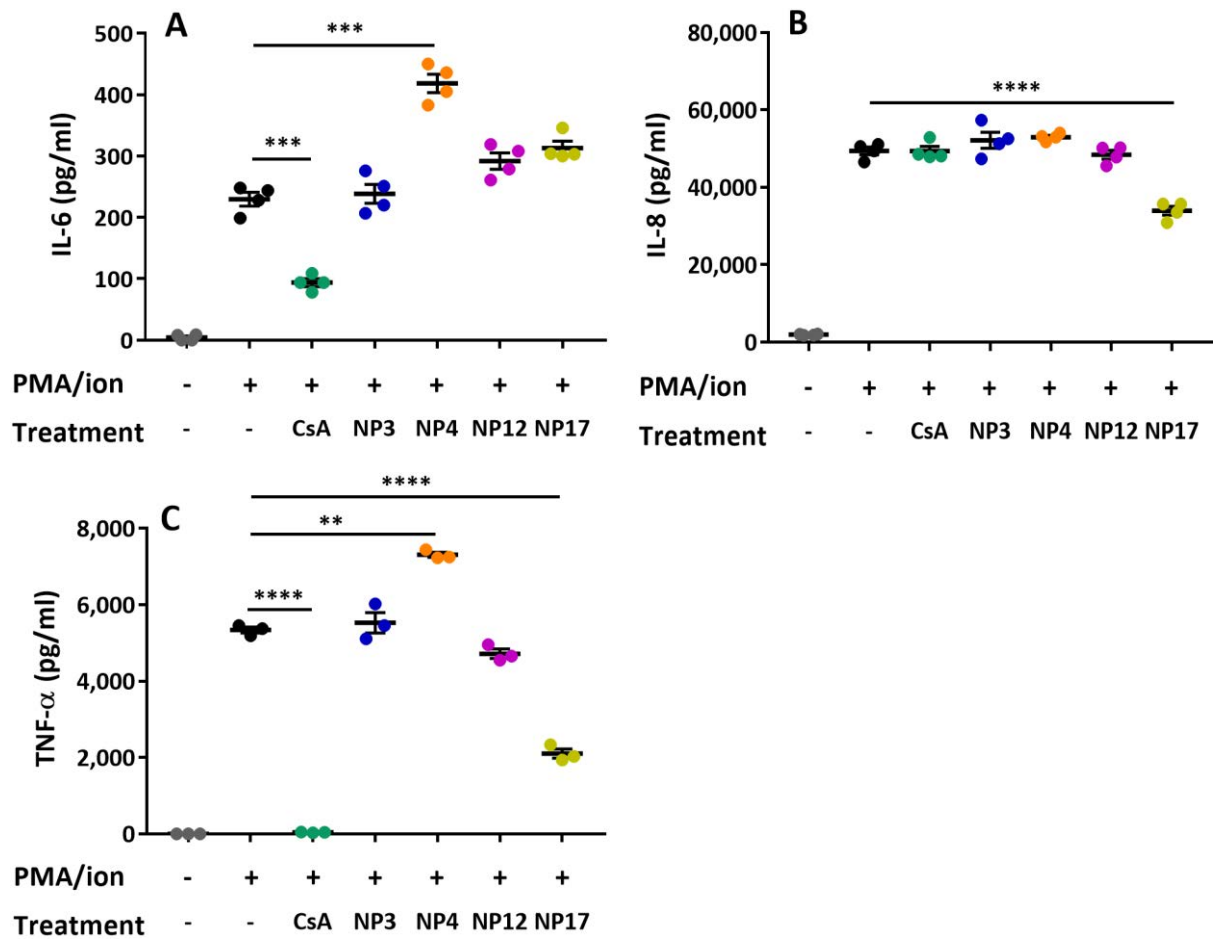 A
IL-6 (pg/ml)
500
400
300
200
100
0
***
***
PMA/ion - + + + + + +
Treatment - - CsA NP3 NP4 NP12 NP17
B
IL-8 (pg/ml)
80,000
60,000
40,000
20,000
0
****
PMA/ion - + + + + + +
Treatment - - CsA NP3 NP4 NP12 NP17
C
TNF-α (pg/ml)
8,000
6,000
4,000
2,000
0
****
**
****
PMA/ion - + + + + + +
Treatment - - CsA NP3 NP4 NP12 NP17